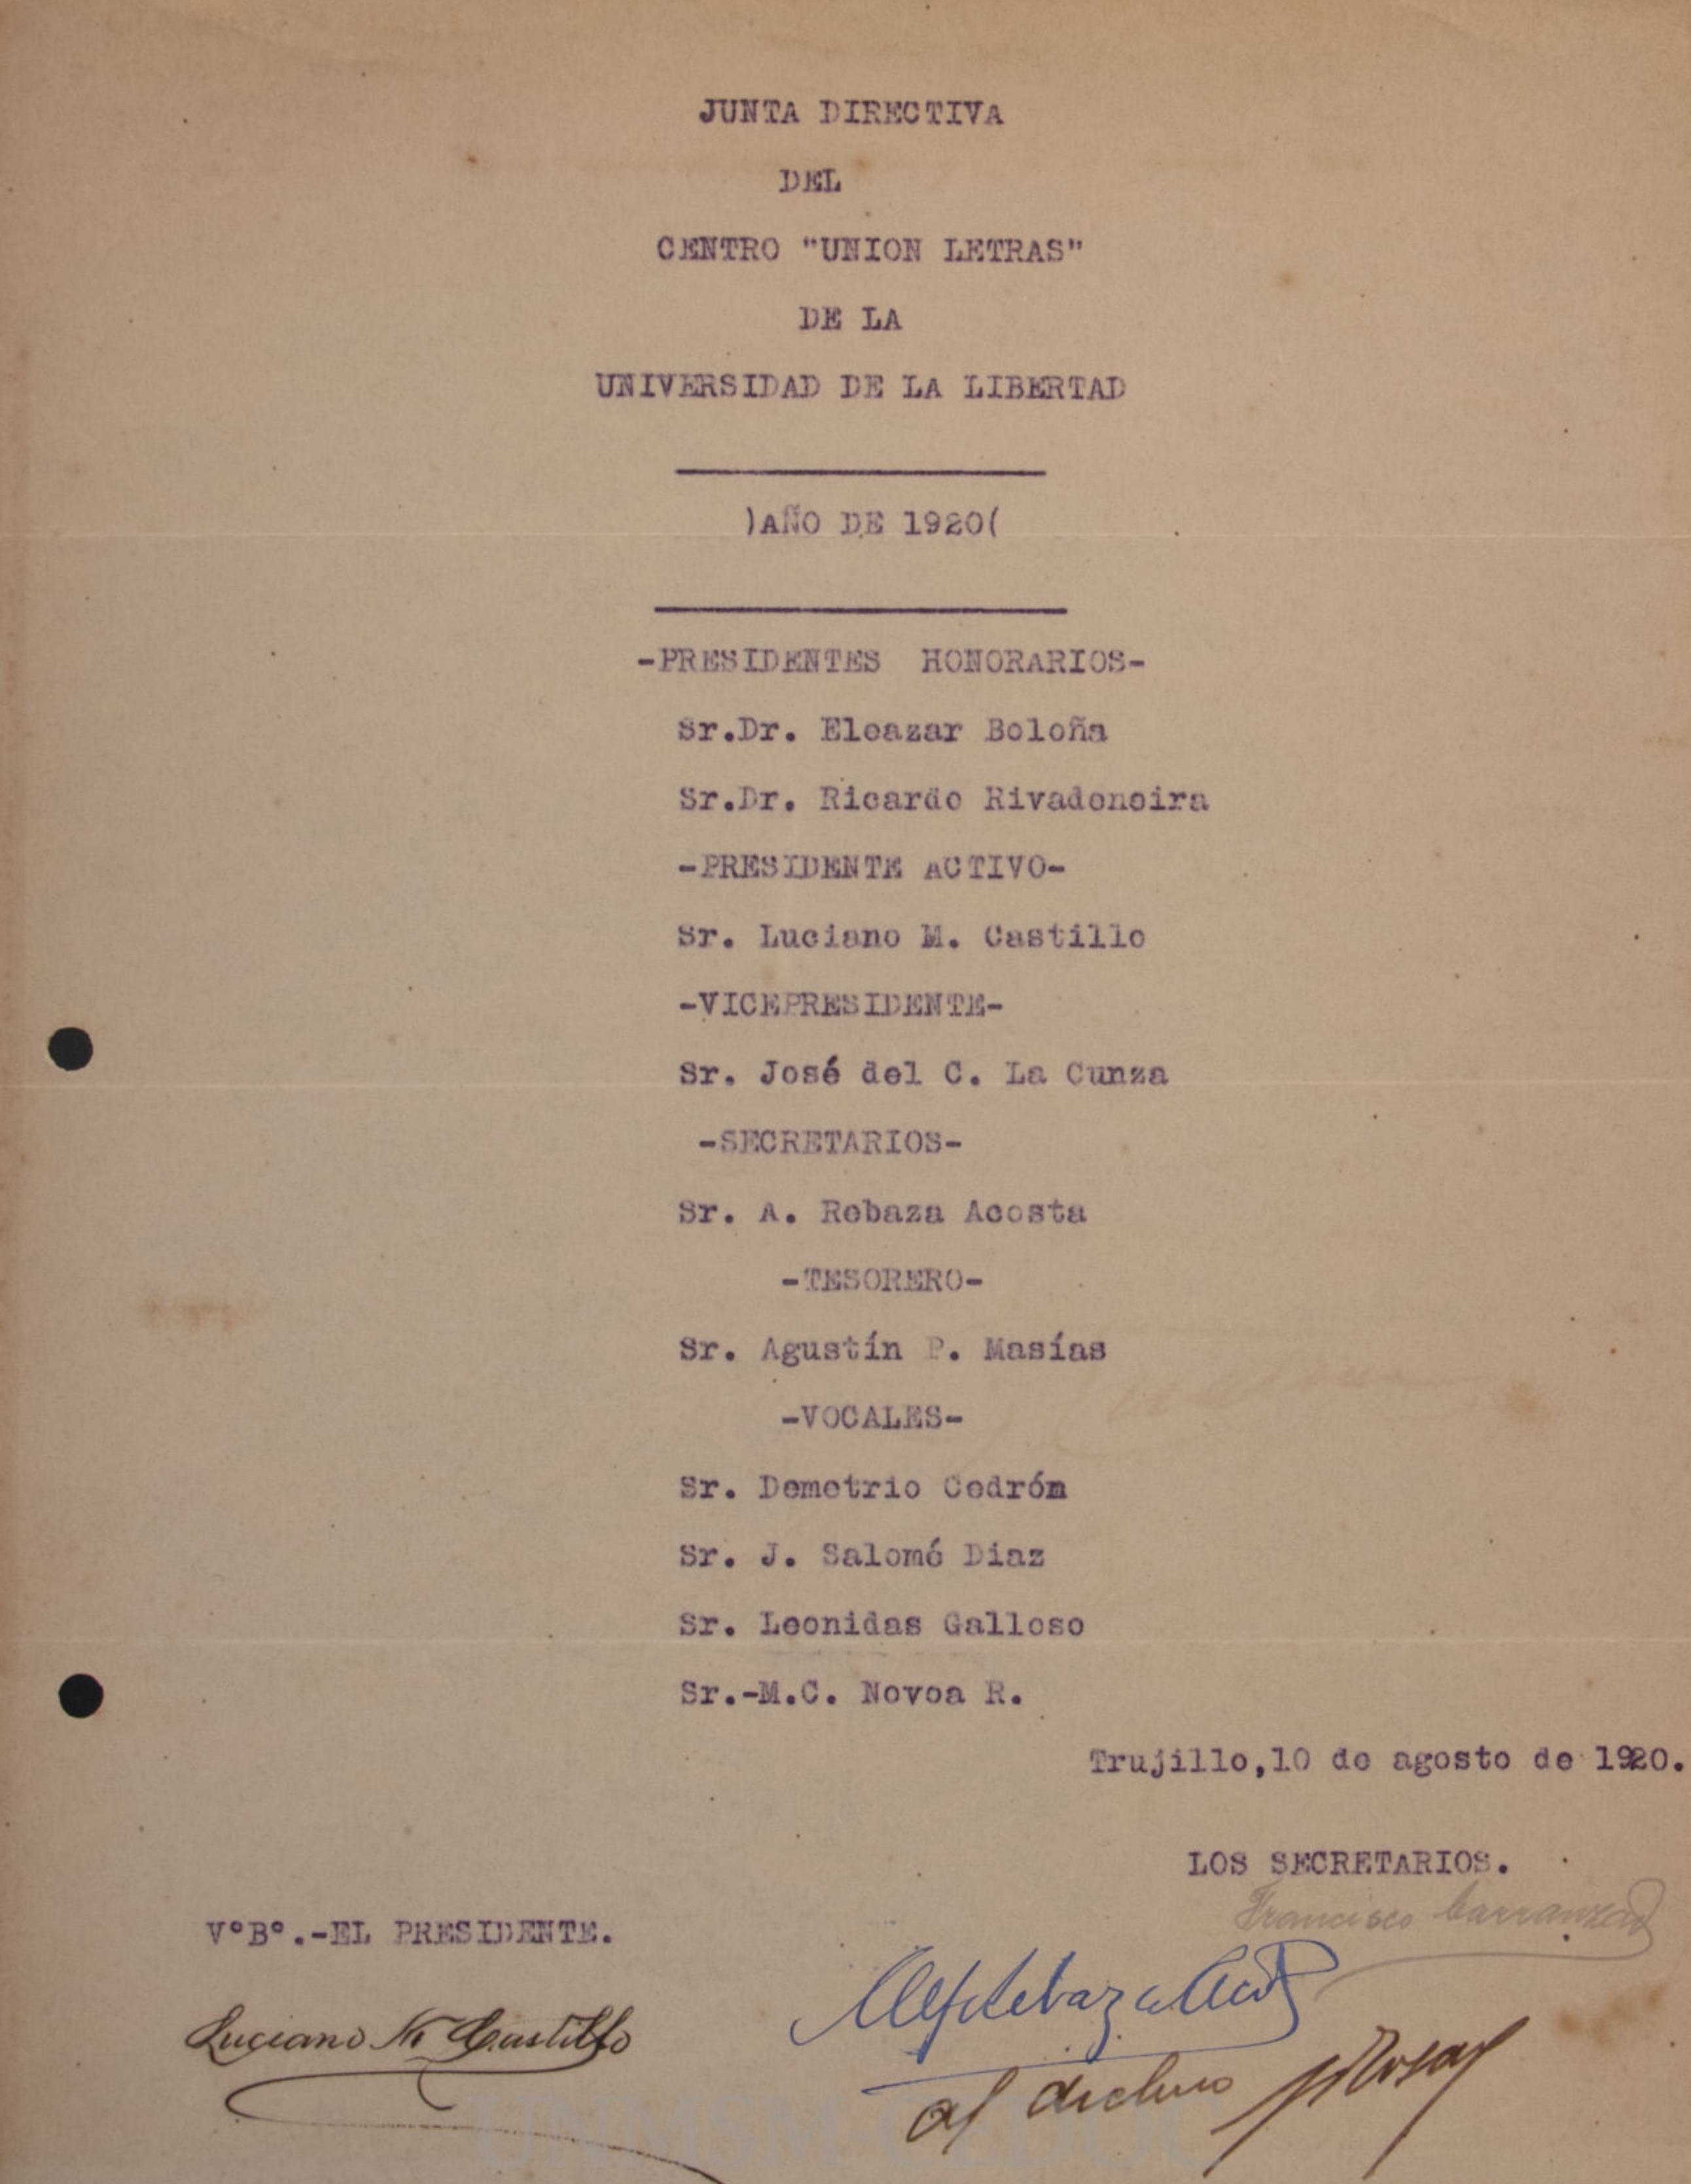 JUNTA DIRECTIVA
DEL
CENTRO "UNION LETRAS"
DE LA
UNIVERSIDAD DE LA LIBERTAD
)AÑO DE 1920(
-PRESIDENTES HONORARIOS-
Sr.Dr. Eleazar Boloña
Sr.Dr. Ricardo Rivadeneira
-PRESIDENTE ACTIVO-
Sr. Luciano M. Castillo
-VICEPRESIDENTE-
Sr. José del C. La Cunza
-SECRETARIOS-
Sr. A. Rebaza Acosta
-TESORERO-
Sr. Agustín P. Masías
-VOCALES-
Sr. Demetrio Cedrón
Sr. J. Salomé Diaz
Sr. Leonidas Galloso
Sr.-M.C. Novoa R.
Trujillo,10 de agosto de 1920.
LOS SECRETARIOS.
Francisco Carranza
V°B°.-EL PRESIDENTE.
Luciano M. Castillo
al archivo